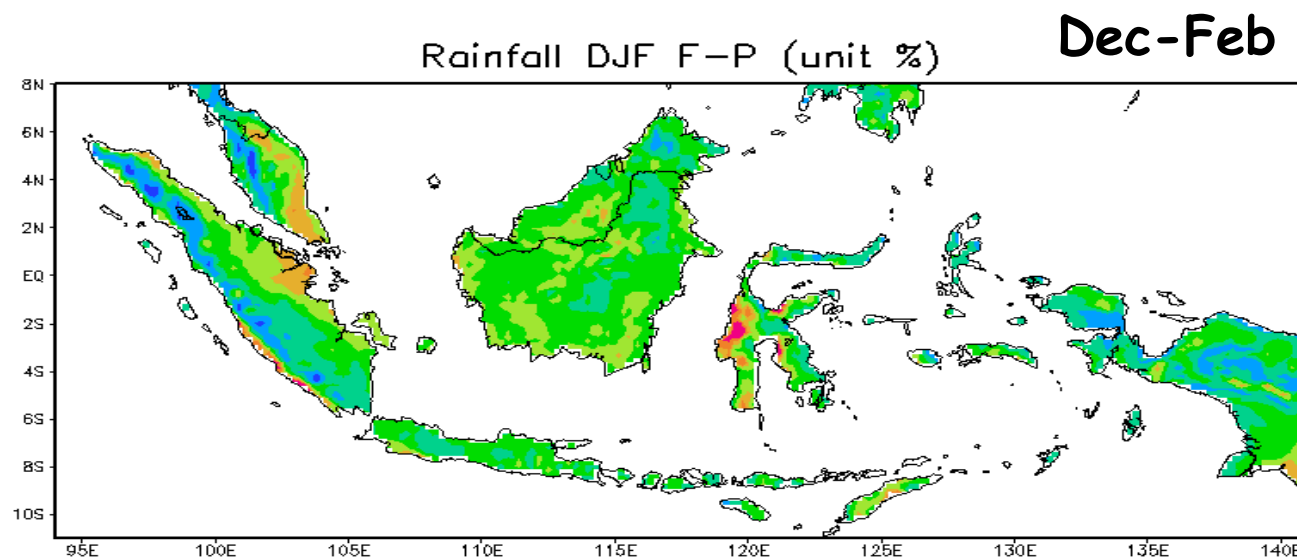 Dec-Feb
Rainfall DJF F-P (unit %)
8N
6N
4N
2N
EQ
2S
4S
6S
8S
10S
95E 100E 105E 110E 115E 120E 125E 130E 135E 140E